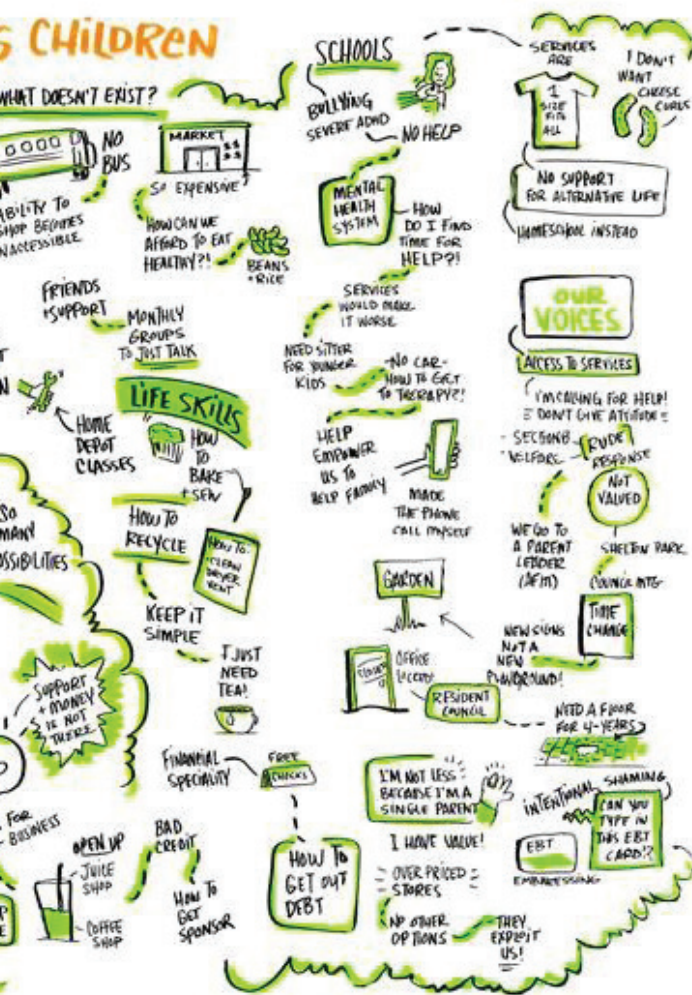 S CHILDREN
WHAT DOESN'T EXIST?
NO
BUS
ABILITY TO
SHOP BECOMES
NACCESSIBLE
MARKET
SO EXPENSIVE
HOW CAN WE
AFFORD TO EAT
HEALTHY?!
BEANS
+ RICE
FRIENDS
+SUPPORT
MONTHLY
GROUPS
TO JUST TALK
LIFE SKILLS
HOME
DEPOT
CLASSES
HOW
TO
BAKE
+ SEW
HOW TO
RECYCLE
HOW TO
CLEAN
DRYER
VENT
KEEP IT
SIMPLE
I JUST
NEED
TEA!
SO
MANY
OSSIBILITIES
SUPPORT
+ MONEY
IS NOT
THERE
FOR
BUSINESS
OPEN UP
JUICE
SHOP
COFFEE
SHOP
BAD
CREDIT
HOW TO
GET
SPONSOR
FINANCIAL
SPECIALITY
FREE
CHECKS
HOW TO
GET OUT
DEBT
SCHOOLS
BULLYING
SEVERE ADHD
NO HELP
MENTAL
HEALTH
SYSTEM
HOW
DO I FIND
TIME FOR
HELP?!
SERVICES
WOULD MAKE
IT WORSE
NEED SITTER
FOR YOUNGER
KIDS
NO CAR-
HOW TO GET
TO THERAPY?!
HELP
EMPOWER
US TO
HELP FAMILY
MADE
THE PHONE
CALL MYSELF
GARDEN
OFFICE
LOCKED!
CLOSED
RESIDENT
COUNCIL
I'M NOT LESS
BECAUSE I'M A
SINGLE PARENT
I HAVE VALUE!
OVER PRICED
STORES
NO OTHER
OPTIONS
THEY
EXPLOIT
US!
SERVICES
ARE
1
SIZE
FITS
ALL
I DON'T
WANT
CHEESE
CURLS
NO SUPPORT
FOR ALTERNATIVE LIFE
HOMESCHOOL INSTEAD
OUR
VOICES
ACCESS TO SERVICES
I'M CALLING FOR HELP!
DON'T GIVE ATTITUDE
- SECTION 8
- WELFARE
RUDE
RESPONSE
NOT
VALUED
WE GO TO
A PARENT
LEADER
SHELTON PARK
COUNCIL MTG
TIME
CHANGE
NEW SIGNS
NOT A
NEW
PLAYGROUND!
NEED A FLOOR
FOR 4-YEARS
INTENTIONAL SHAMING
CAN YOU
TYPE IN
THIS EBT
CARD?
EBT
EMBARESSING